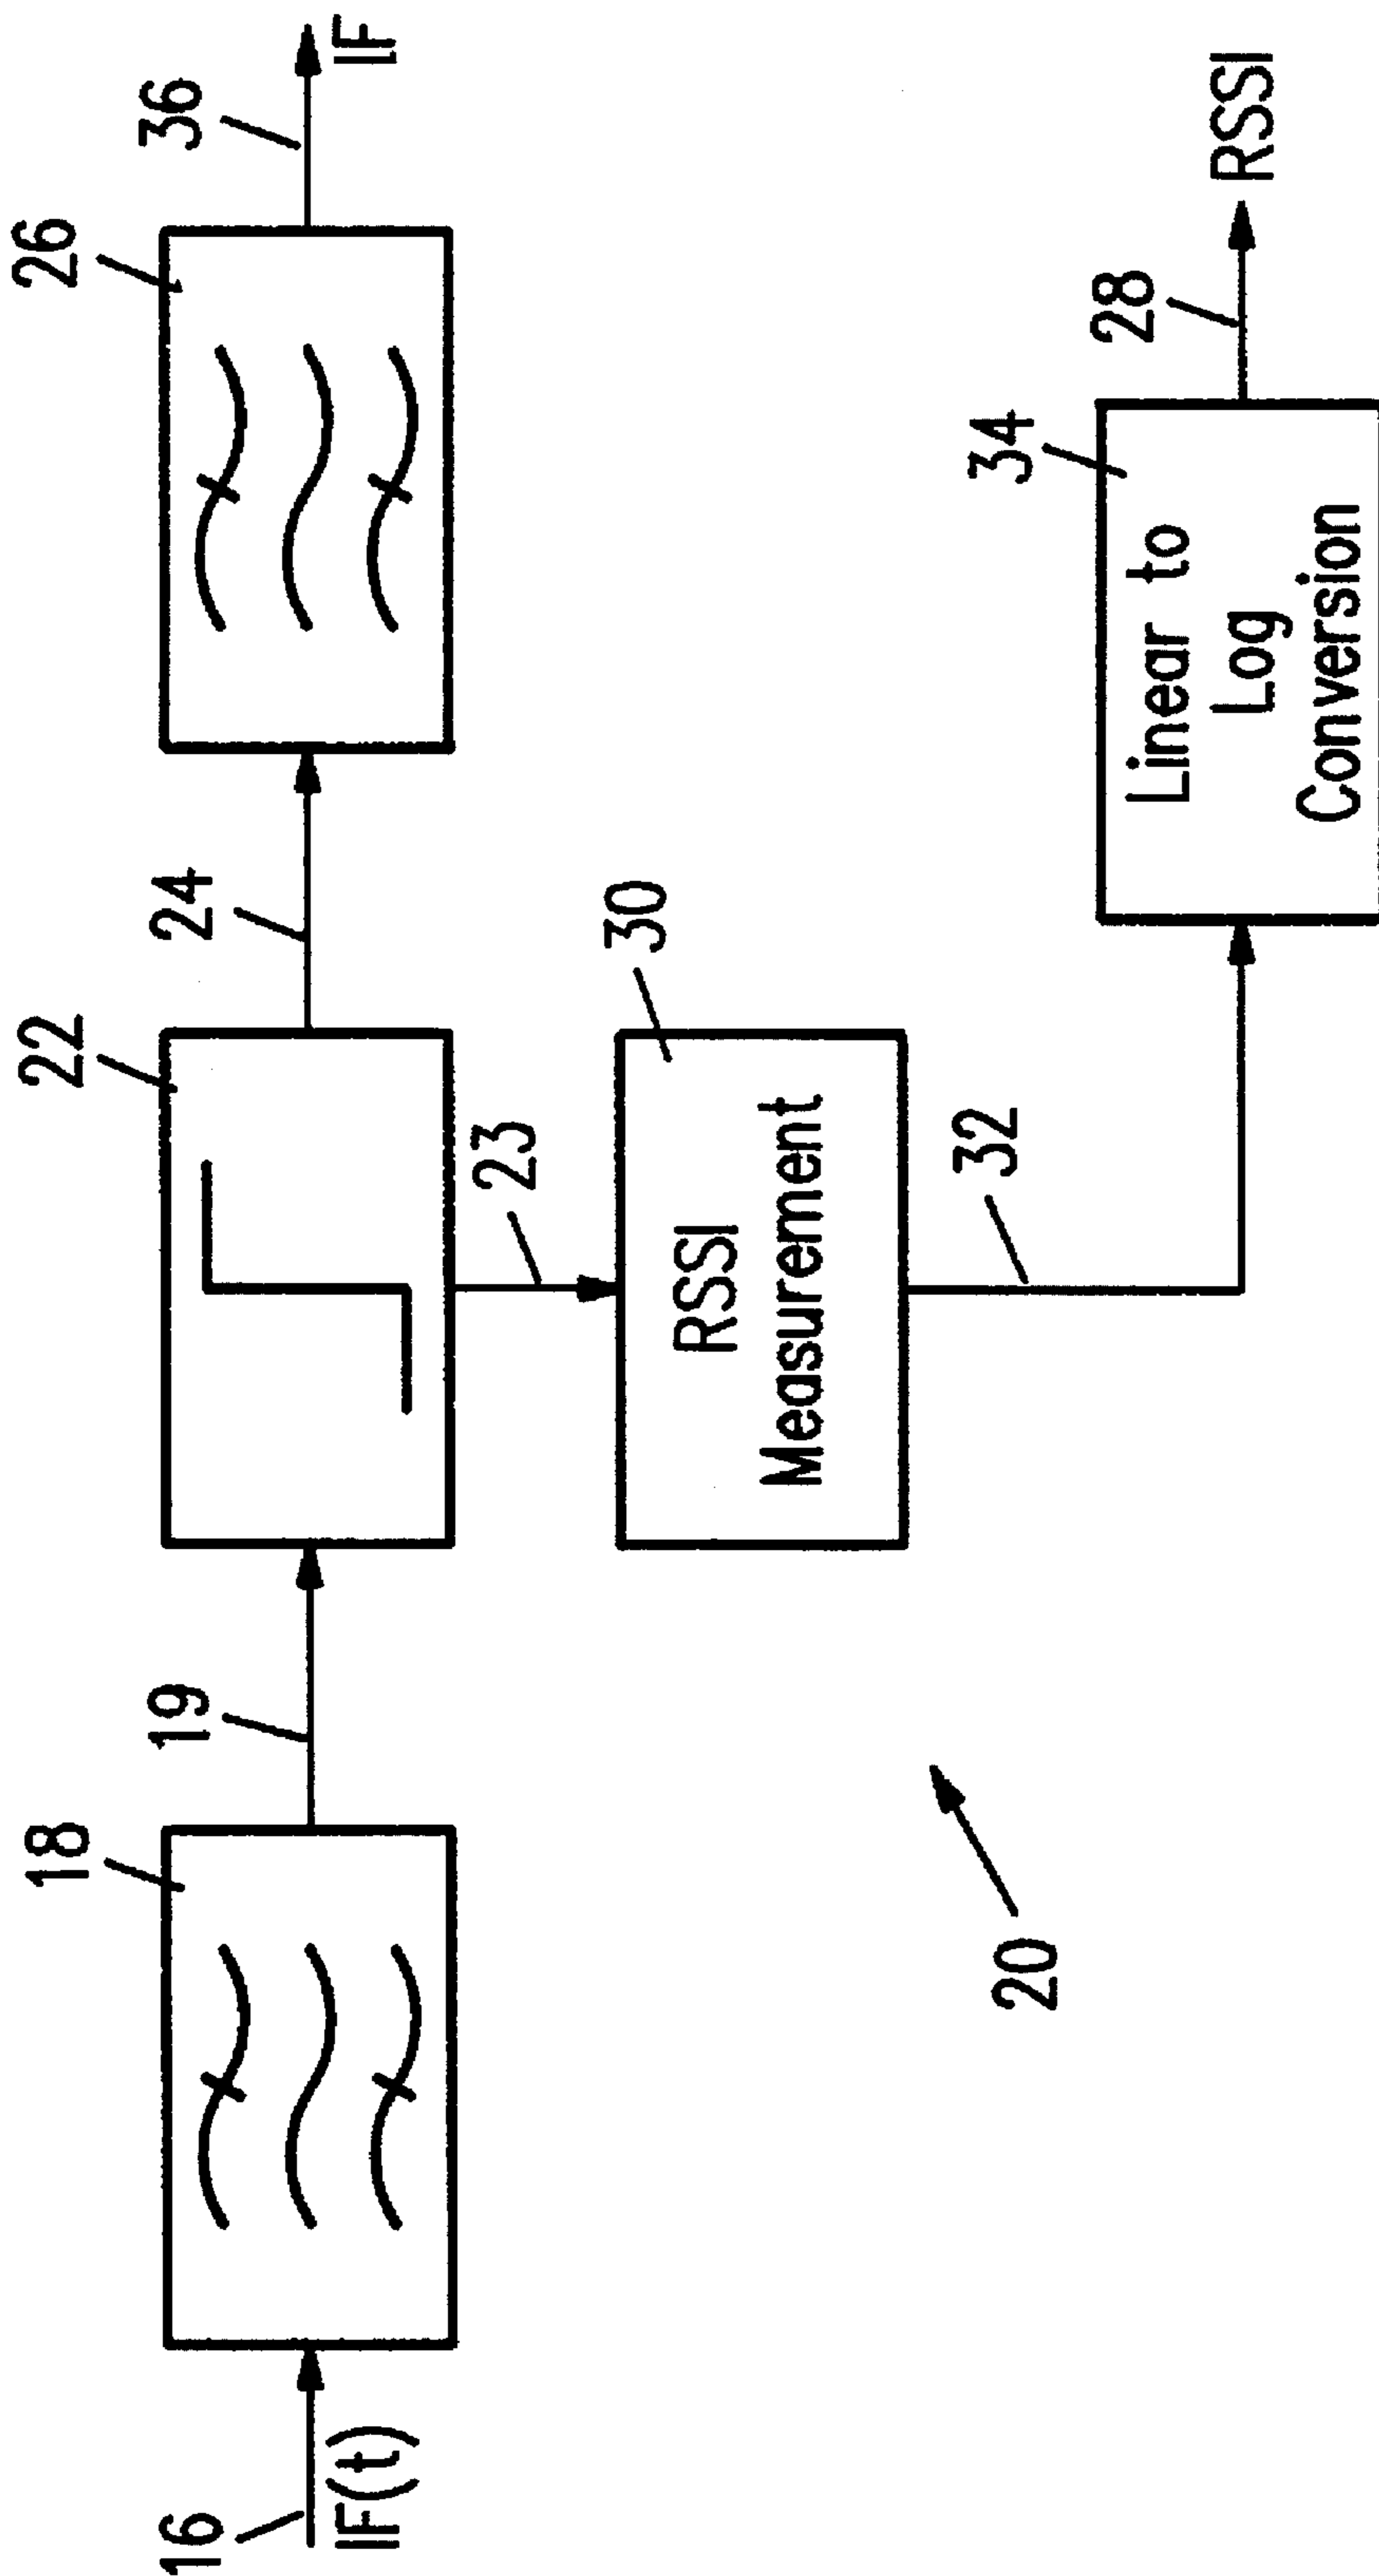 18
22
26
16
19
24
36
IF(t)
IF
23
30
RSSI
Measurement
34
28
32
Linear to
Log
Conversion
RSSI
20